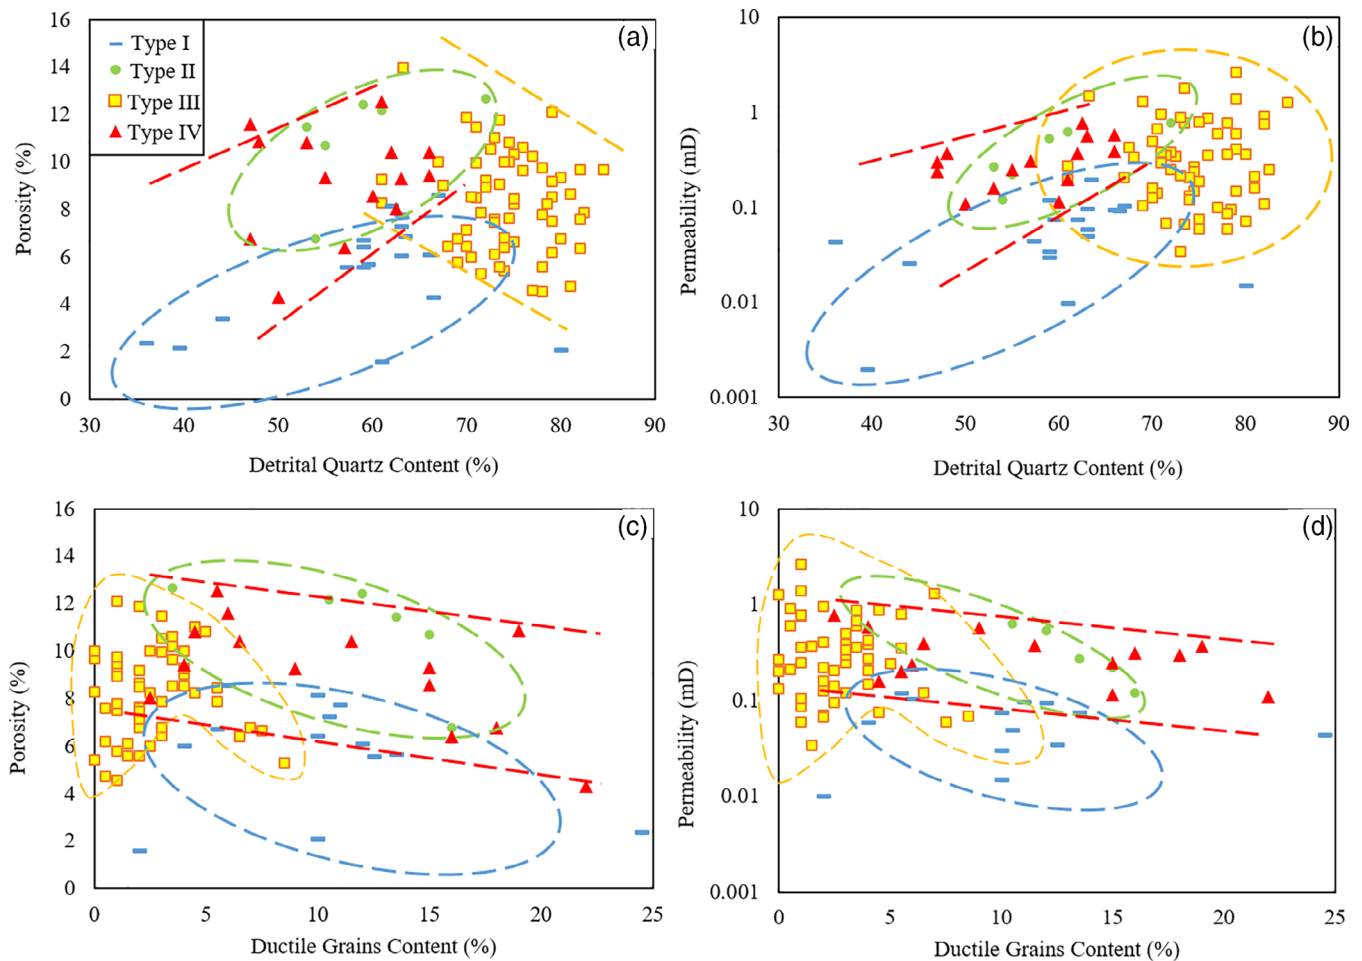 (a)
16
14
12
10
8
6
4
2
0
Porosity (%)
Type I
Type II
Type III
Type IV
30 40 50 60 70 80 90
Detrital Quartz Content (%)
(b)
10
1
0.1
0.01
0.001
Permeability (mD)
30 40 50 60 70 80 90
Detrital Quartz Content (%)
(c)
16
14
12
10
8
6
4
2
0
Porosity (%)
0 5 10 15 20 25
Ductile Grains Content (%)
(d)
10
1
0.1
0.01
0.001
Permeability (mD)
0 5 10 15 20 25
Ductile Grains Content (%)